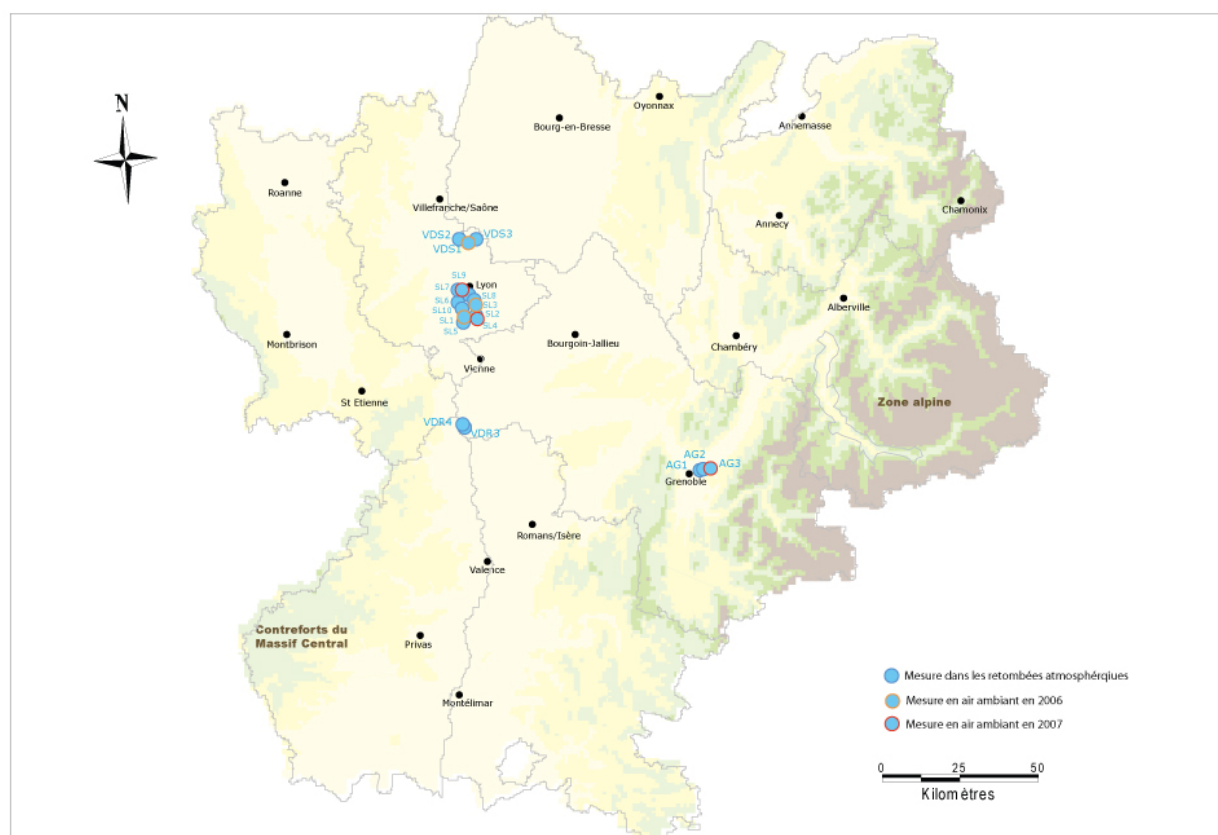 N
Oyonnax
Bourg-en-Bresse
Annemasse
Roanne
Villefranche/Saône
Chamonix
Annecy
VDS2
VDS3
VDS1
SL9
Lyon
SL7
SL8
SL6
SL3
SL10
SL2
SL1
SL4
SL5
Alberville
Montbrison
Bourgoin-Jallieu
Chambéry
Vienne
St Etienne
Zone alpine
VDR4
VDR3
AG2
AG1
AG3
Grenoble
Romans/Isère
Valence
Contreforts du
Massif Central
Privas
Montélimar
Mesure dans les retombées atmosphérqiues
Mesure en air ambiant en 2006
Mesure en air ambiant en 2007
0 25 50
Kilomètres